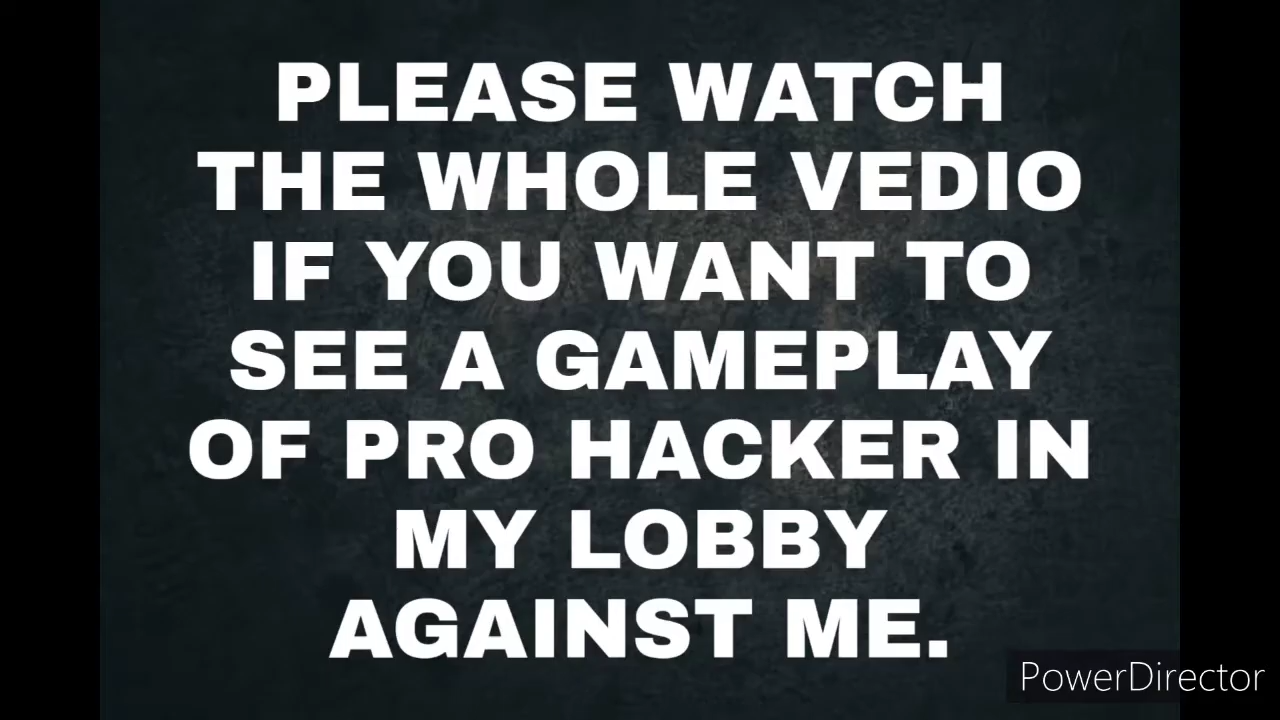 PLEASE WATCH
THE WHOLE VEDIO
IF YOU WANT TO
SEE A GAMEPLAY
OF PRO HACKER IN
MY LOBBY
AGAINST ME.
PowerDirector